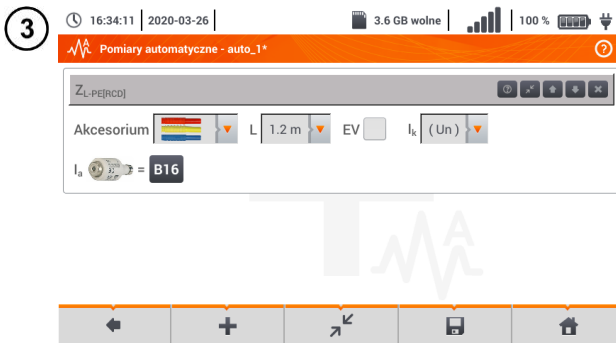 3
16:34:11 2020-03-26 3.6 GB wolne 100 %
Pomiary automatyczne - auto_1*
Z L-PE[RCD]
Akcesorium L 1.2 m EV Ik ( Un )
Ia = B16